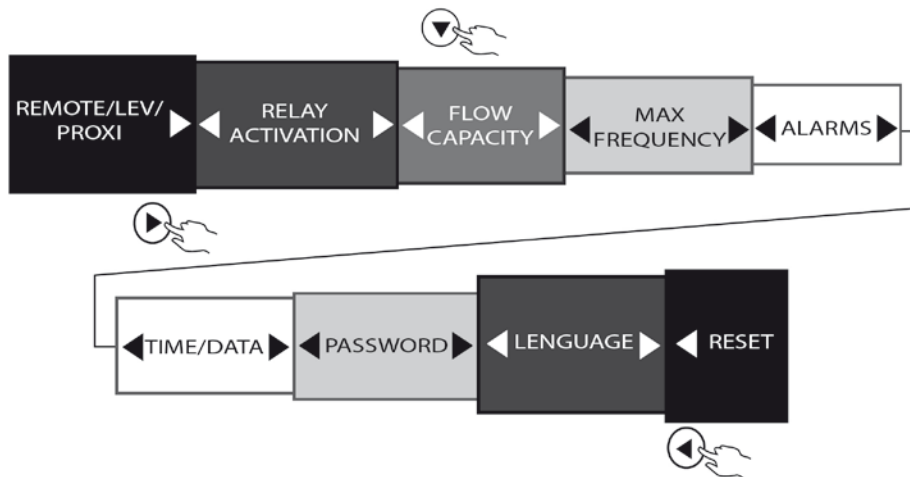 REMOTE/LEV/
PROXI
RELAY
ACTIVATION
FLOW
CAPACITY
MAX
FREQUENCY
ALARMS
TIME/DATA
PASSWORD
LENGUAGE
RESET